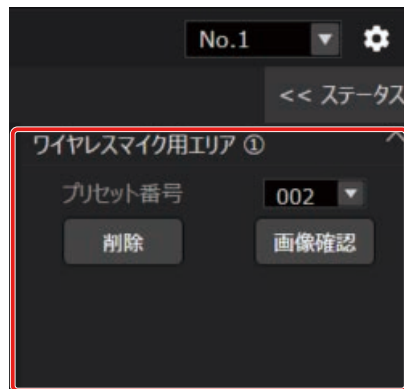 No.1
<< ステータス
ワイヤレスマイク用エリア ①
プリセット番号 002
削除 画像確認